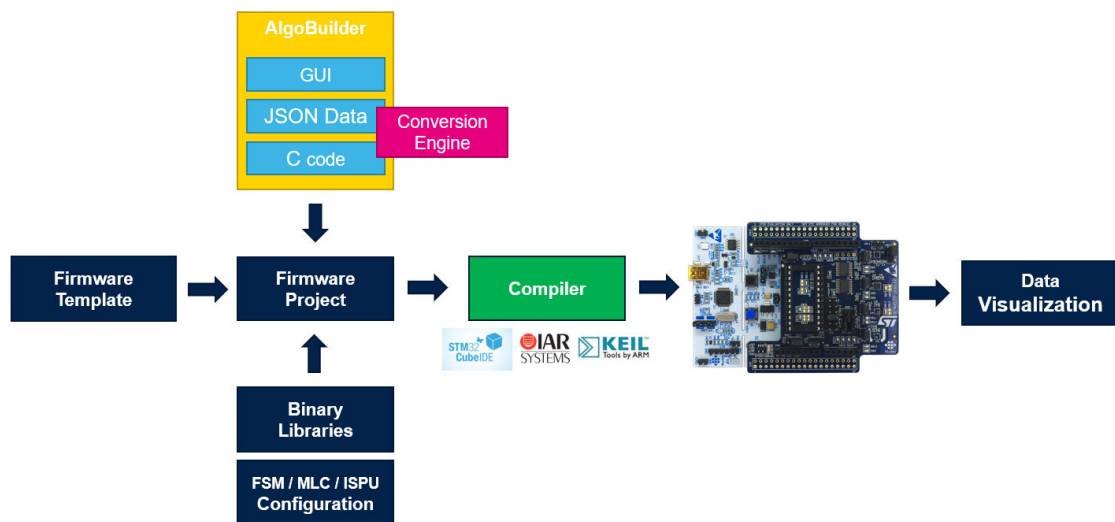 AlgoBuilder
GUI
JSON Data
C code
Conversion
Engine
Firmware
Template
Firmware
Project
Compiler
STM32
CubeIDE
IAR
SYSTEMS
KEIL
Tools by ARM
Data
Visualization
Binary
Libraries
FSM / MLC / ISPU
Configuration